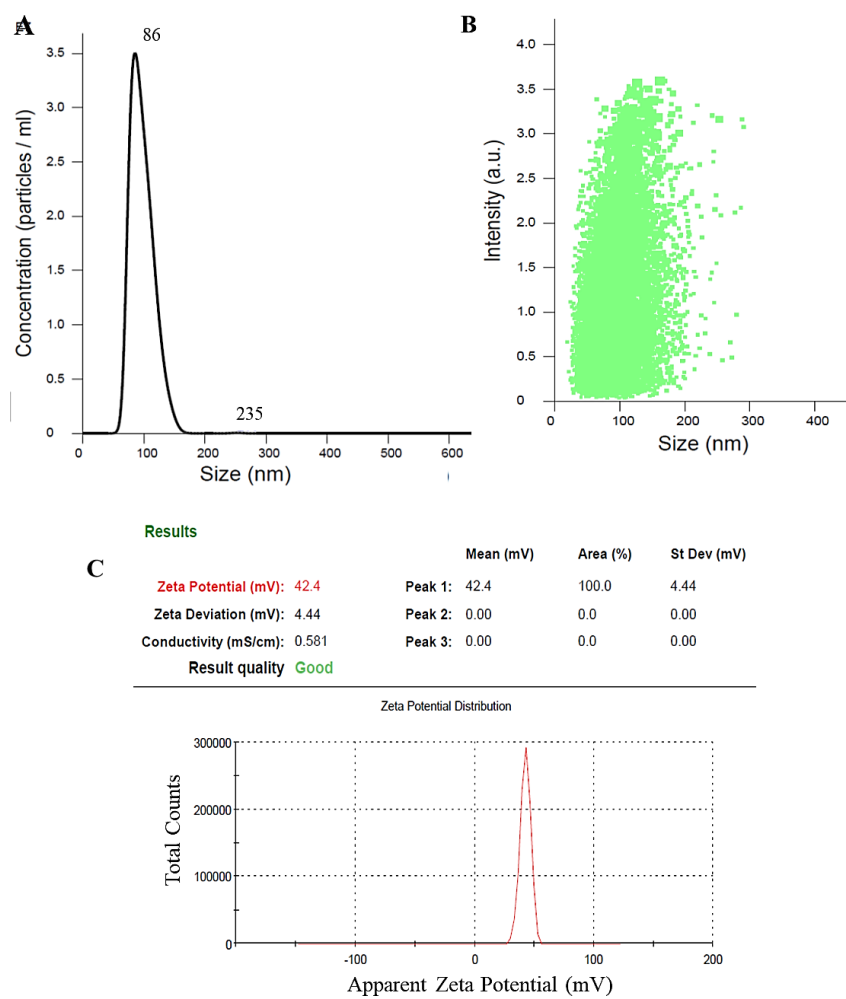 A
86
3.5
3.0
2.5
2.0
1.5
1.0
0.5
0
235
0 100 200 300 400 500 600
Size (nm)
Concentration (particles / ml)
B
4.0
3.5
3.0
2.5
2.0
1.5
1.0
0.5
0
0 100 200 300 400
Size (nm)
Intensity (a.u.)
C
Results
Mean (mV) Area (%) St Dev (mV)
Zeta Potential (mV): 42.4 Peak 1: 42.4 100.0 4.44
Zeta Deviation (mV): 4.44 Peak 2: 0.00 0.0 0.00
Conductivity (mS/cm): 0.581 Peak 3: 0.00 0.0 0.00
Result quality Good
Zeta Potential Distribution
300000
200000
100000
0
-100 0 100 200
Total Counts
Apparent Zeta Potential (mV)